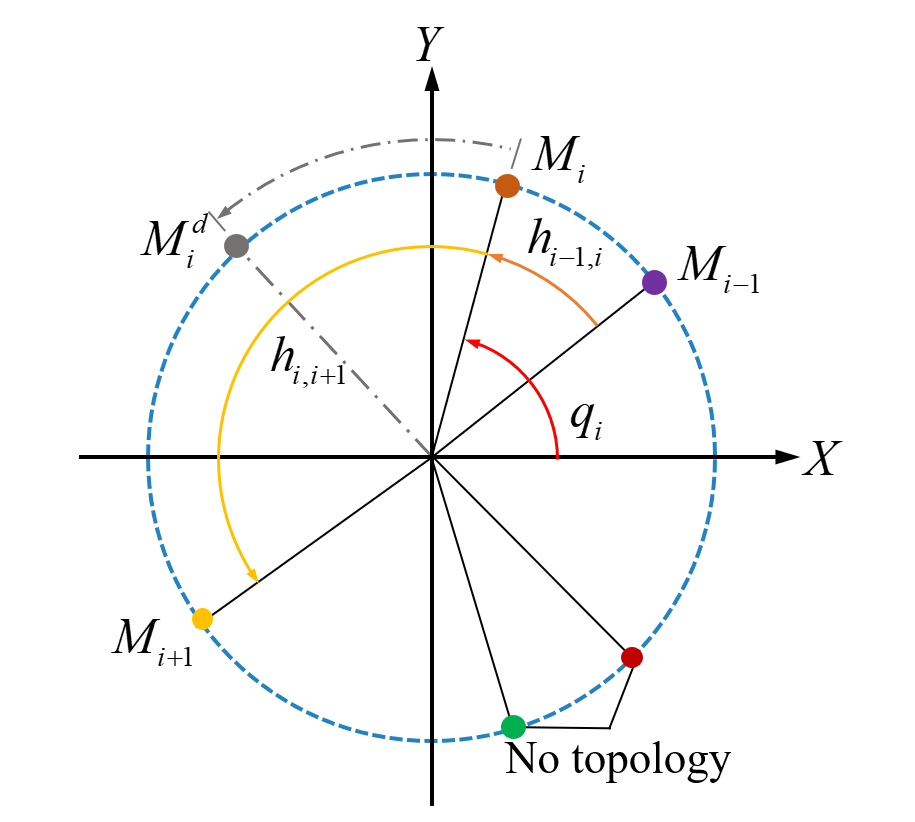 Y
M_i
M_i^d
h_{i-1,i}
M_{i-1}
h_{i,i+1}
q_i
X
M_{i+1}
No topology